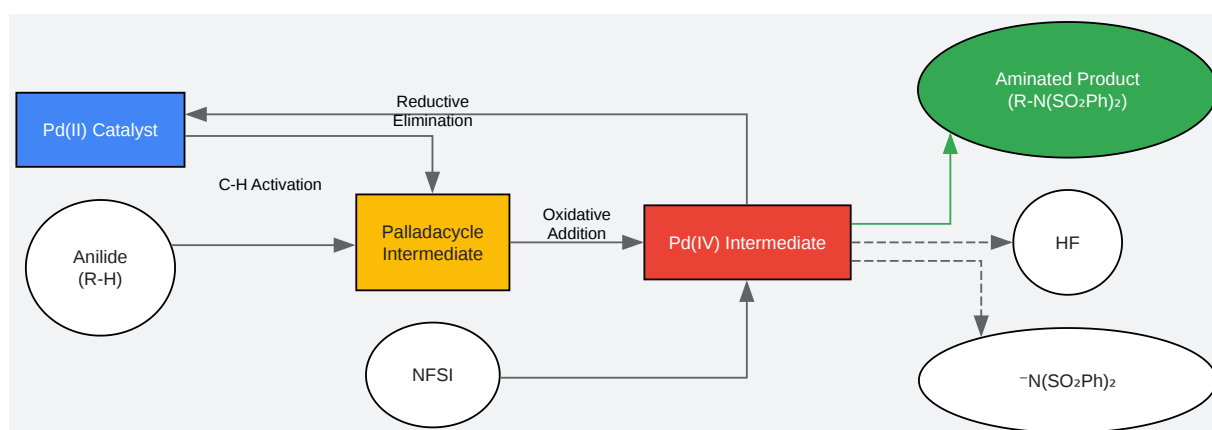 Aminated Product
(R-N(SO₂Ph)₂)
Reductive
Elimination
Pd(II) Catalyst
C-H Activation
Anilide
(R-H)
Palladacycle
Intermediate
Oxidative
Addition
Pd(IV) Intermediate
HF
NFSI
⁻N(SO₂Ph)₂